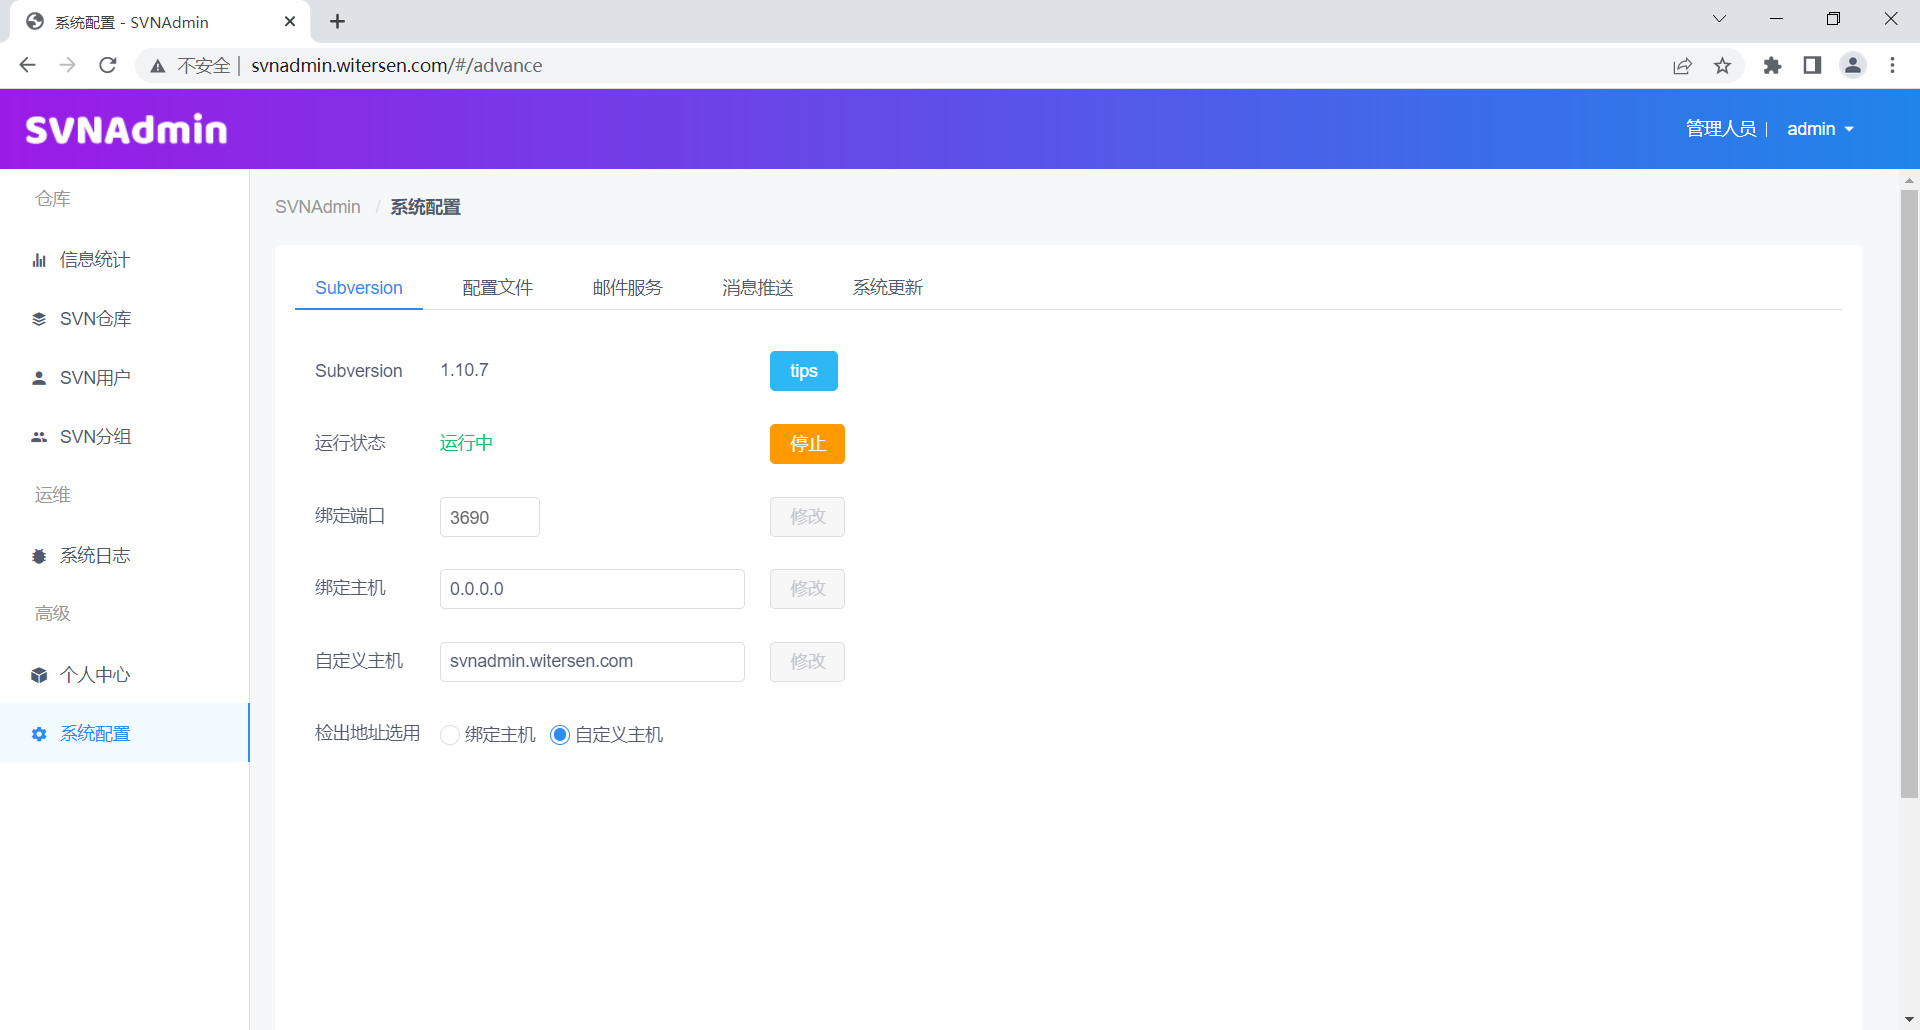 系统配置 - SVNAdmin
不安全 | svnadmin.witersen.com/#/advance
SVNAdmin
管理人员 | admin
仓库
信息统计
SVN仓库
SVN用户
SVN分组
运维
系统日志
高级
个人中心
系统配置
SVNAdmin / 系统配置
Subversion 配置文件 邮件服务 消息推送 系统更新
Subversion 1.10.7 tips
运行状态 运行中 停止
绑定端口 3690 修改
绑定主机 0.0.0.0 修改
自定义主机 svnadmin.witersen.com 修改
检出地址选用 绑定主机 自定义主机